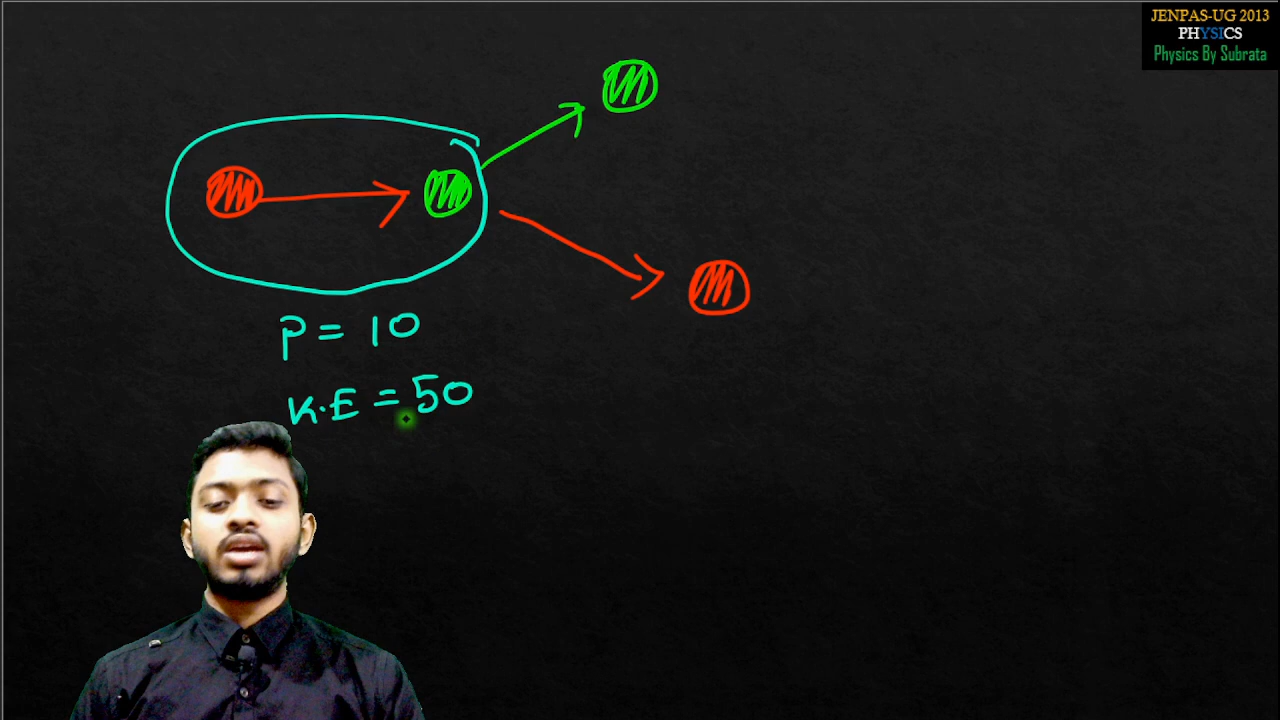 JENPAS-UG 2013
PHYSICS
Physics By Subrata
P = 10
K.E = 50